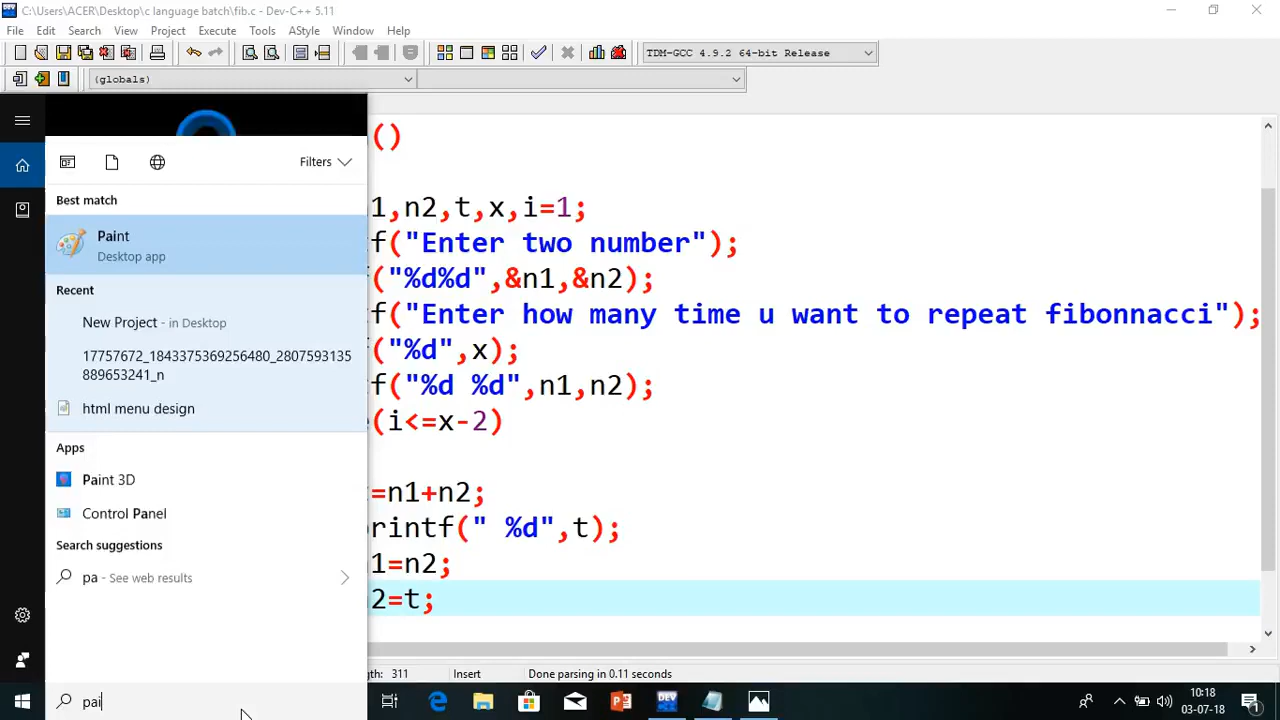 C:\Users\ACER\Desktop\c language batch\fib.c - Dev-C++ 5.11
File Edit Search View Project Execute Tools AStyle Window Help
TDM-GCC 4.9.2 64-bit Release
(globals)
()
Filters
Best match
Paint
Desktop app
Recent
New Project - in Desktop
17757672_1843375369256480_2807593135
889653241_n
html menu design
Apps
Paint 3D
Control Panel
Search suggestions
pa - See web results
pai
1,n2,t,x,i=1;
f("Enter two number");
f("%d%d",&n1,&n2);
f("Enter how many time u want to repeat fibonnacci");
f("%d",x);
f("%d %d",n1,n2);
e(i<=x-2)
=n1+n2;
printf(" %d",t);
1=n2;
2=t;
gth: 311 Insert Done parsing in 0.11 seconds
10:18
03-07-18